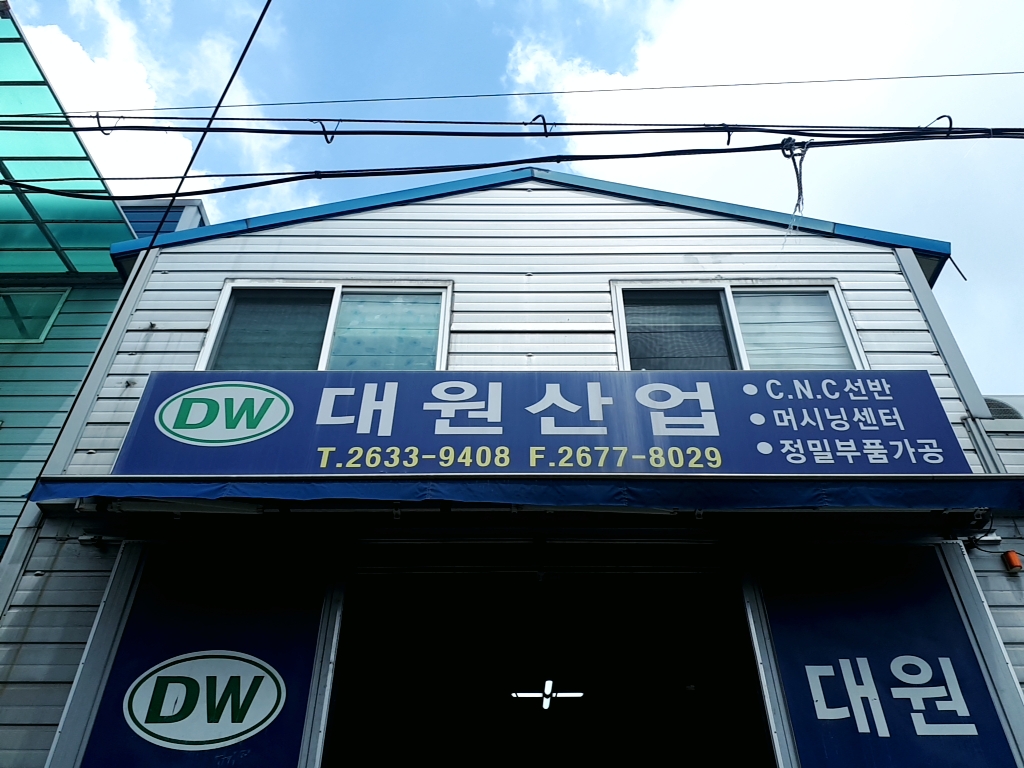 DW 대원산업
T.2633-9408 F.2677-8029
● C.N.C 선반
● 머시닝센터
● 정밀부품가공
DW
대원